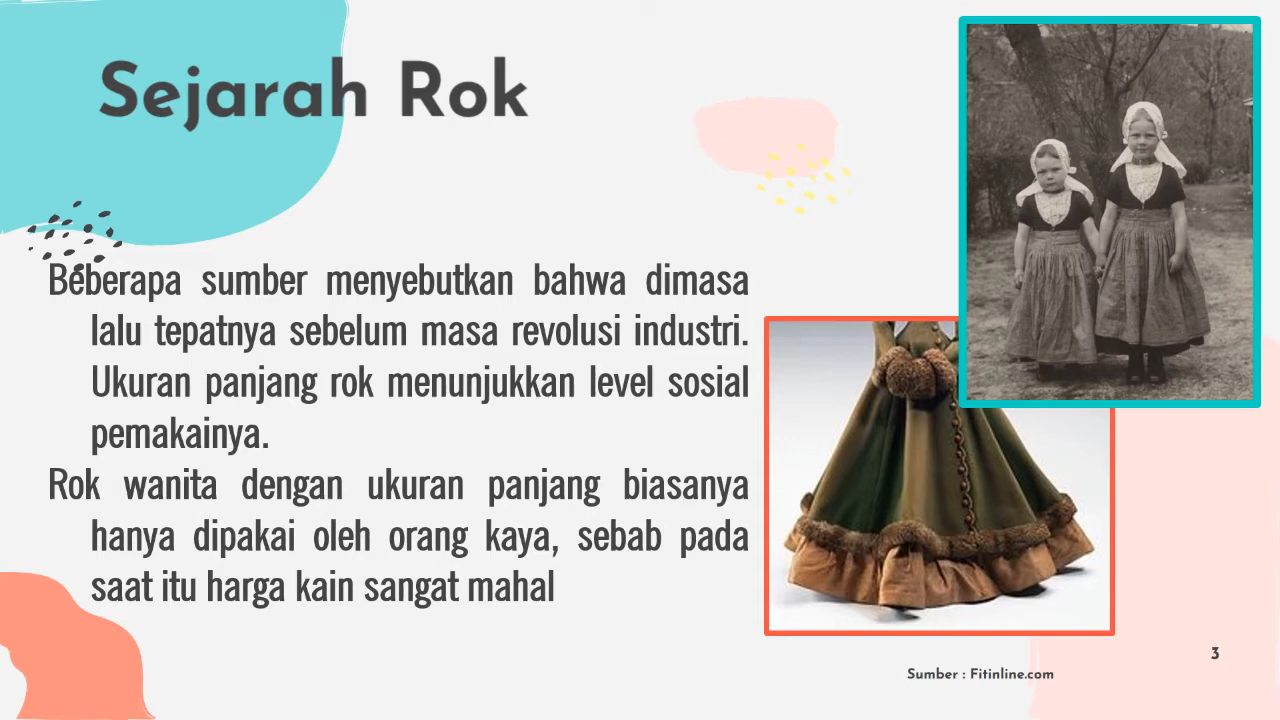 Sejarah Rok
Beberapa sumber menyebutkan bahwa dimasa
lalu tepatnya sebelum masa revolusi industri.
Ukuran panjang rok menunjukkan level sosial
pemakainya.
Rok wanita dengan ukuran panjang biasanya
hanya dipakai oleh orang kaya, sebab pada
saat itu harga kain sangat mahal
3
Sumber : Fitinline.com